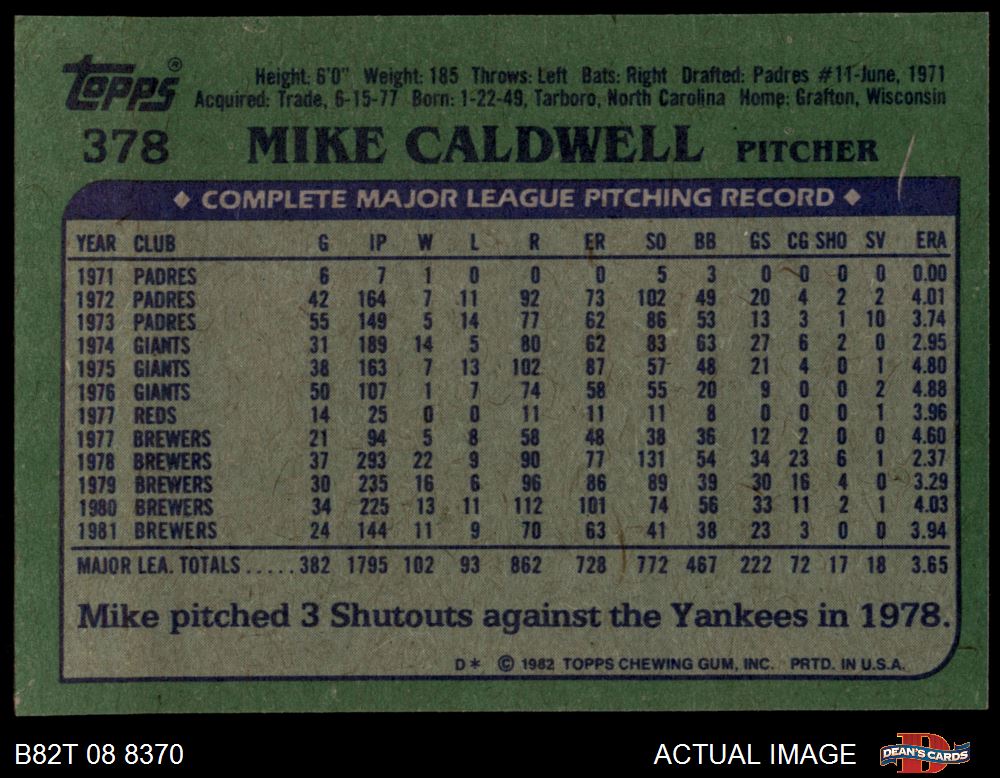 Topps®
Height: 6'0" Weight: 185 Throws: Left Bats: Right Drafted: Padres #11-June, 1971
Acquired: Trade, 6-15-77 Born: 1-22-49, Tarboro, North Carolina Home: Grafton, Wisconsin
378 MIKE CALDWELL PITCHER
◆ COMPLETE MAJOR LEAGUE PITCHING RECORD ◆
YEAR CLUB G IP W L R ER SO BB GS CG SHO SV ERA
1971 PADRES 6 7 1 0 0 0 5 3 0 0 0 0 0.00
1972 PADRES 42 164 7 11 92 73 102 49 20 4 2 2 4.01
1973 PADRES 55 149 5 14 77 62 86 53 13 3 1 10 3.74
1974 GIANTS 31 189 14 5 80 62 83 63 27 6 2 0 2.95
1975 GIANTS 38 163 7 13 102 87 57 48 21 4 0 1 4.80
1976 GIANTS 50 107 1 7 74 58 55 20 9 0 0 2 4.88
1977 REDS 14 25 0 0 11 11 11 8 0 0 0 1 3.96
1977 BREWERS 21 94 5 8 58 48 38 36 12 2 0 0 4.60
1978 BREWERS 37 293 22 9 90 77 131 54 34 23 6 1 2.37
1979 BREWERS 30 235 16 6 96 86 89 39 30 16 4 0 3.29
1980 BREWERS 34 225 13 11 112 101 74 56 33 11 2 1 4.03
1981 BREWERS 24 144 11 9 70 63 41 38 23 3 0 0 3.94
MAJOR LEA. TOTALS ..... 382 1795 102 93 862 728 772 467 222 72 17 18 3.65
Mike pitched 3 Shutouts against the Yankees in 1978.
D* © 1982 TOPPS CHEWING GUM, INC. PRTD. IN U.S.A.
B82T 08 8370 ACTUAL IMAGE DEAN'S CARDS